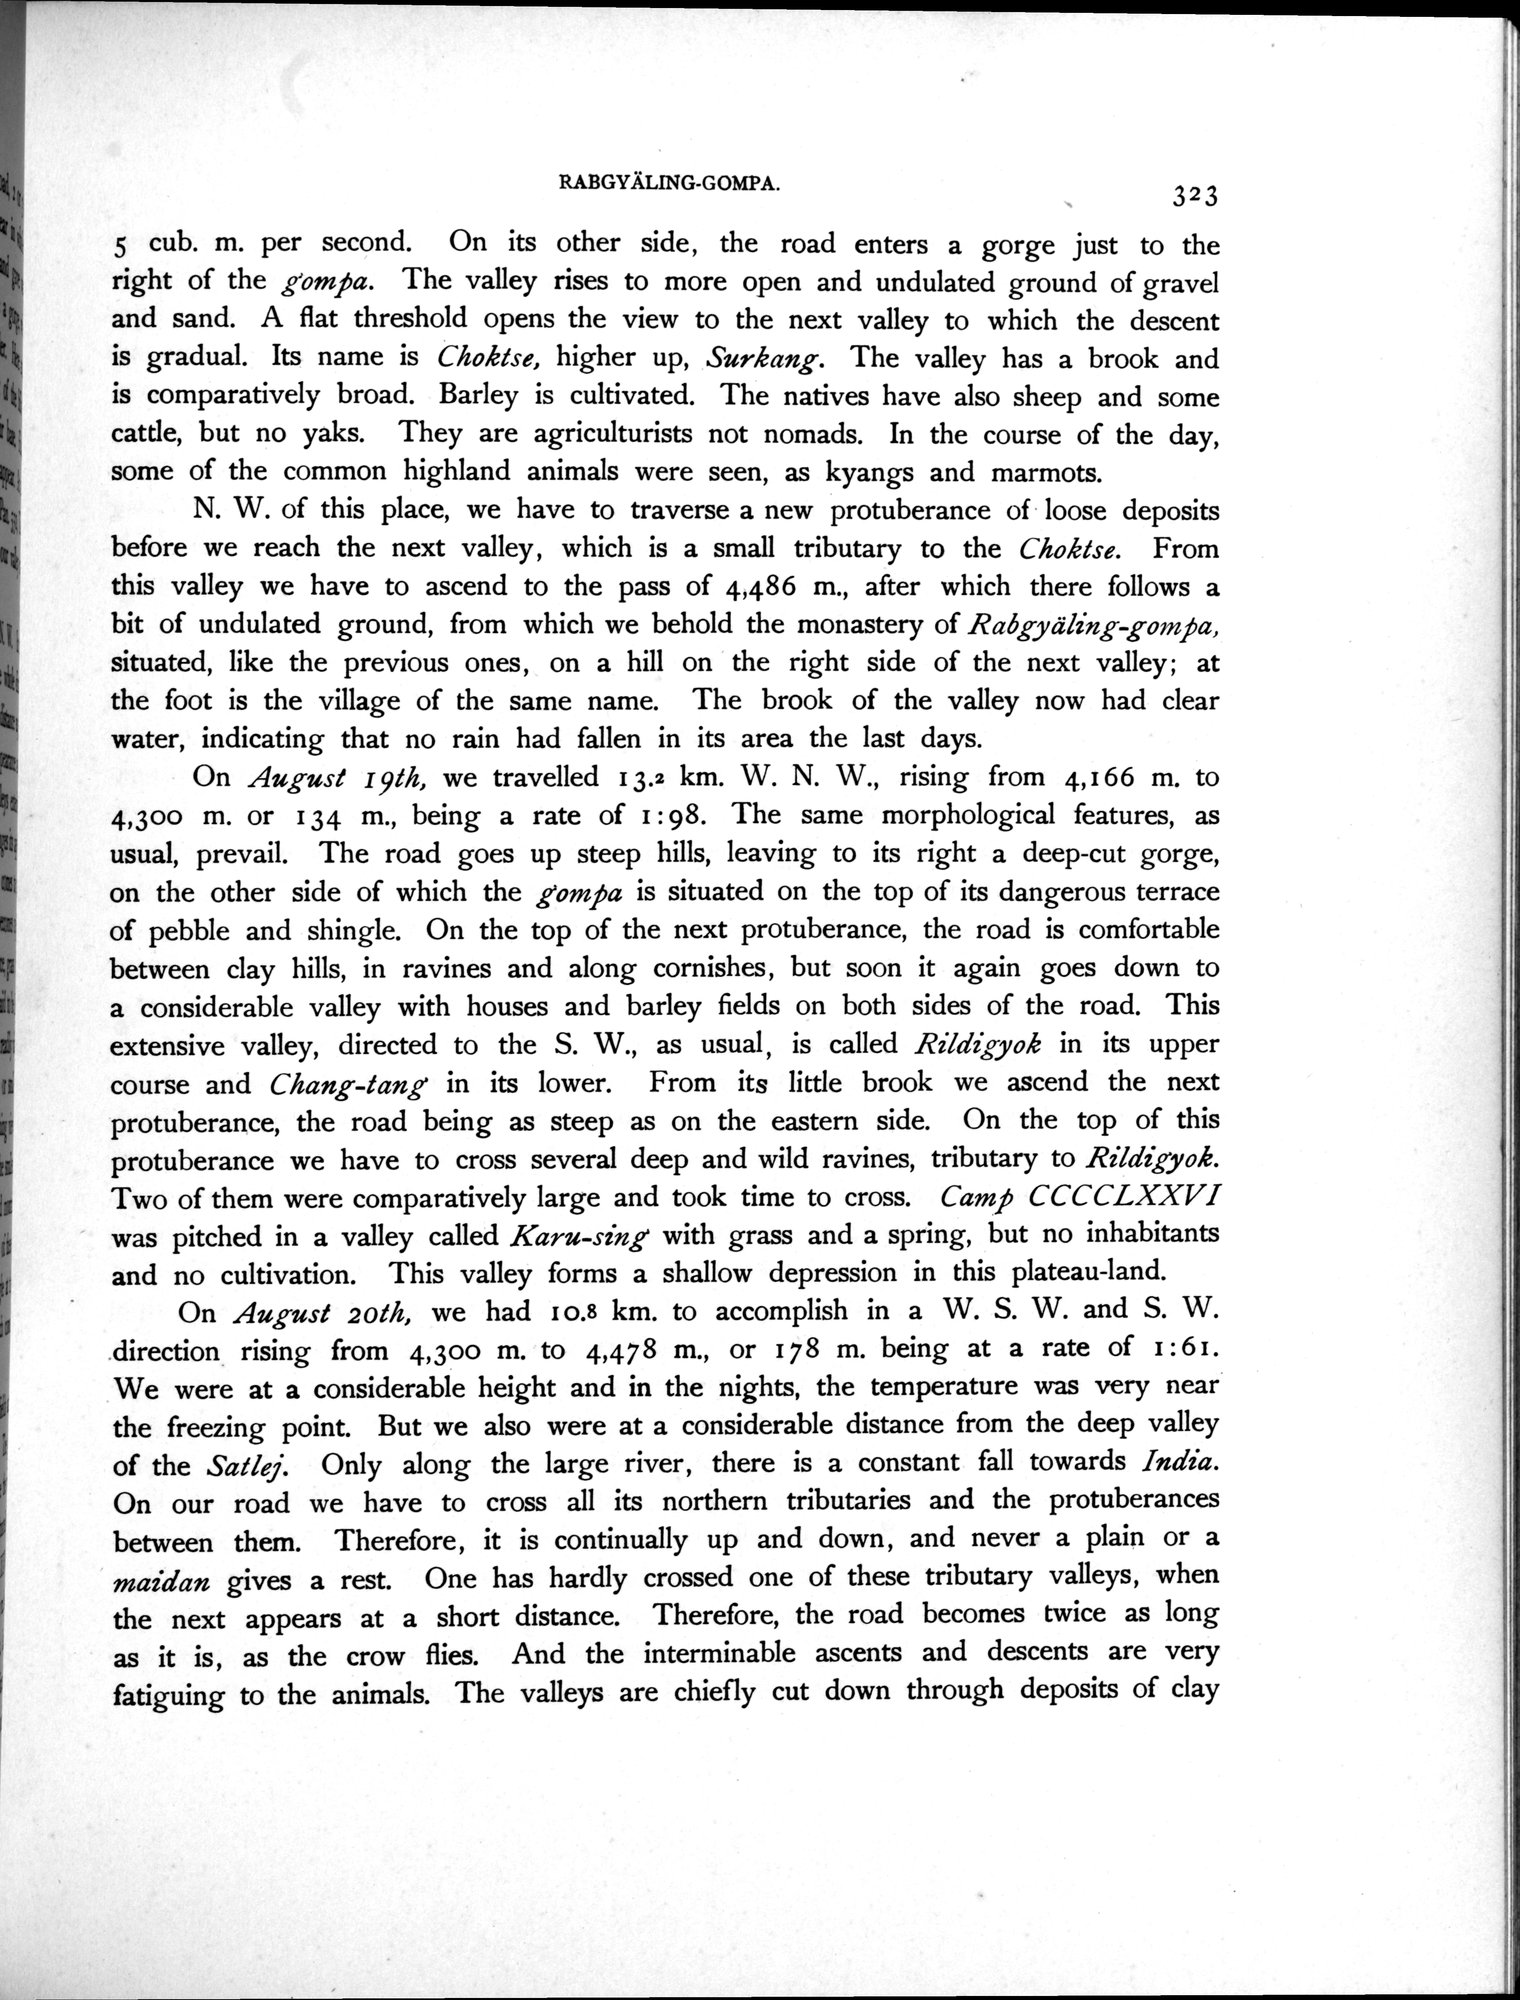 RABGYÄLING-GOMPA.
323
5 cub. m. per second. On its other side, the road enters a gorge just to the
right of the gompa. The valley rises to more open and undulated ground of gravel
and sand. A flat threshold opens the view to the next valley to which the descent
is gradual. Its name is Choktse, higher up, Surkang. The valley has a brook and
is comparatively broad. Barley is cultivated. The natives have also sheep and some
cattle, but no yaks. They are agriculturists not nomads. In the course of the day,
some of the common highland animals were seen, as kyangs and marmots.
N. W. of this place, we have to traverse a new protuberance of loose deposits
before we reach the next valley, which is a small tributary to the Choktse. From
this valley we have to ascend to the pass of 4,486 m., after which there follows a
bit of undulated ground, from which we behold the monastery of Rabgyäling-gompa,
situated, like the previous ones, on a hill on the right side of the next valley; at
the foot is the village of the same name. The brook of the valley now had clear
water, indicating that no rain had fallen in its area the last days.
On August 19th, we travelled 13.2 km. W. N. W., rising from 4,166 m. to
4,300 m. or 134 m., being a rate of 1:98. The same morphological features, as
usual, prevail. The road goes up steep hills, leaving to its right a deep-cut gorge,
on the other side of which the gompa is situated on the top of its dangerous terrace
of pebble and shingle. On the top of the next protuberance, the road is comfortable
between clay hills, in ravines and along cornishes, but soon it again goes down to
a considerable valley with houses and barley fields on both sides of the road. This
extensive valley, directed to the S. W., as usual, is called Rildigyok in its upper
course and Chang-tang in its lower. From its little brook we ascend the next
protuberance, the road being as steep as on the eastern side. On the top of this
protuberance we have to cross several deep and wild ravines, tributary to Rildigyok.
Two of them were comparatively large and took time to cross. Camp CCCCLXXVI
was pitched in a valley called Karu-sing with grass and a spring, but no inhabitants
and no cultivation. This valley forms a shallow depression in this plateau-land.
On August 20th, we had 10.8 km. to accomplish in a W. S. W. and S. W.
direction rising from 4,300 m. to 4,478 m., or 178 m. being at a rate of 1:61.
We were at a considerable height and in the nights, the temperature was very near
the freezing point. But we also were at a considerable distance from the deep valley
of the Satlej. Only along the large river, there is a constant fall towards India.
On our road we have to cross all its northern tributaries and the protuberances
between them. Therefore, it is continually up and down, and never a plain or a
maidan gives a rest. One has hardly crossed one of these tributary valleys, when
the next appears at a short distance. Therefore, the road becomes twice as long
as it is, as the crow flies. And the interminable ascents and descents are very
fatiguing to the animals. The valleys are chiefly cut down through deposits of clay